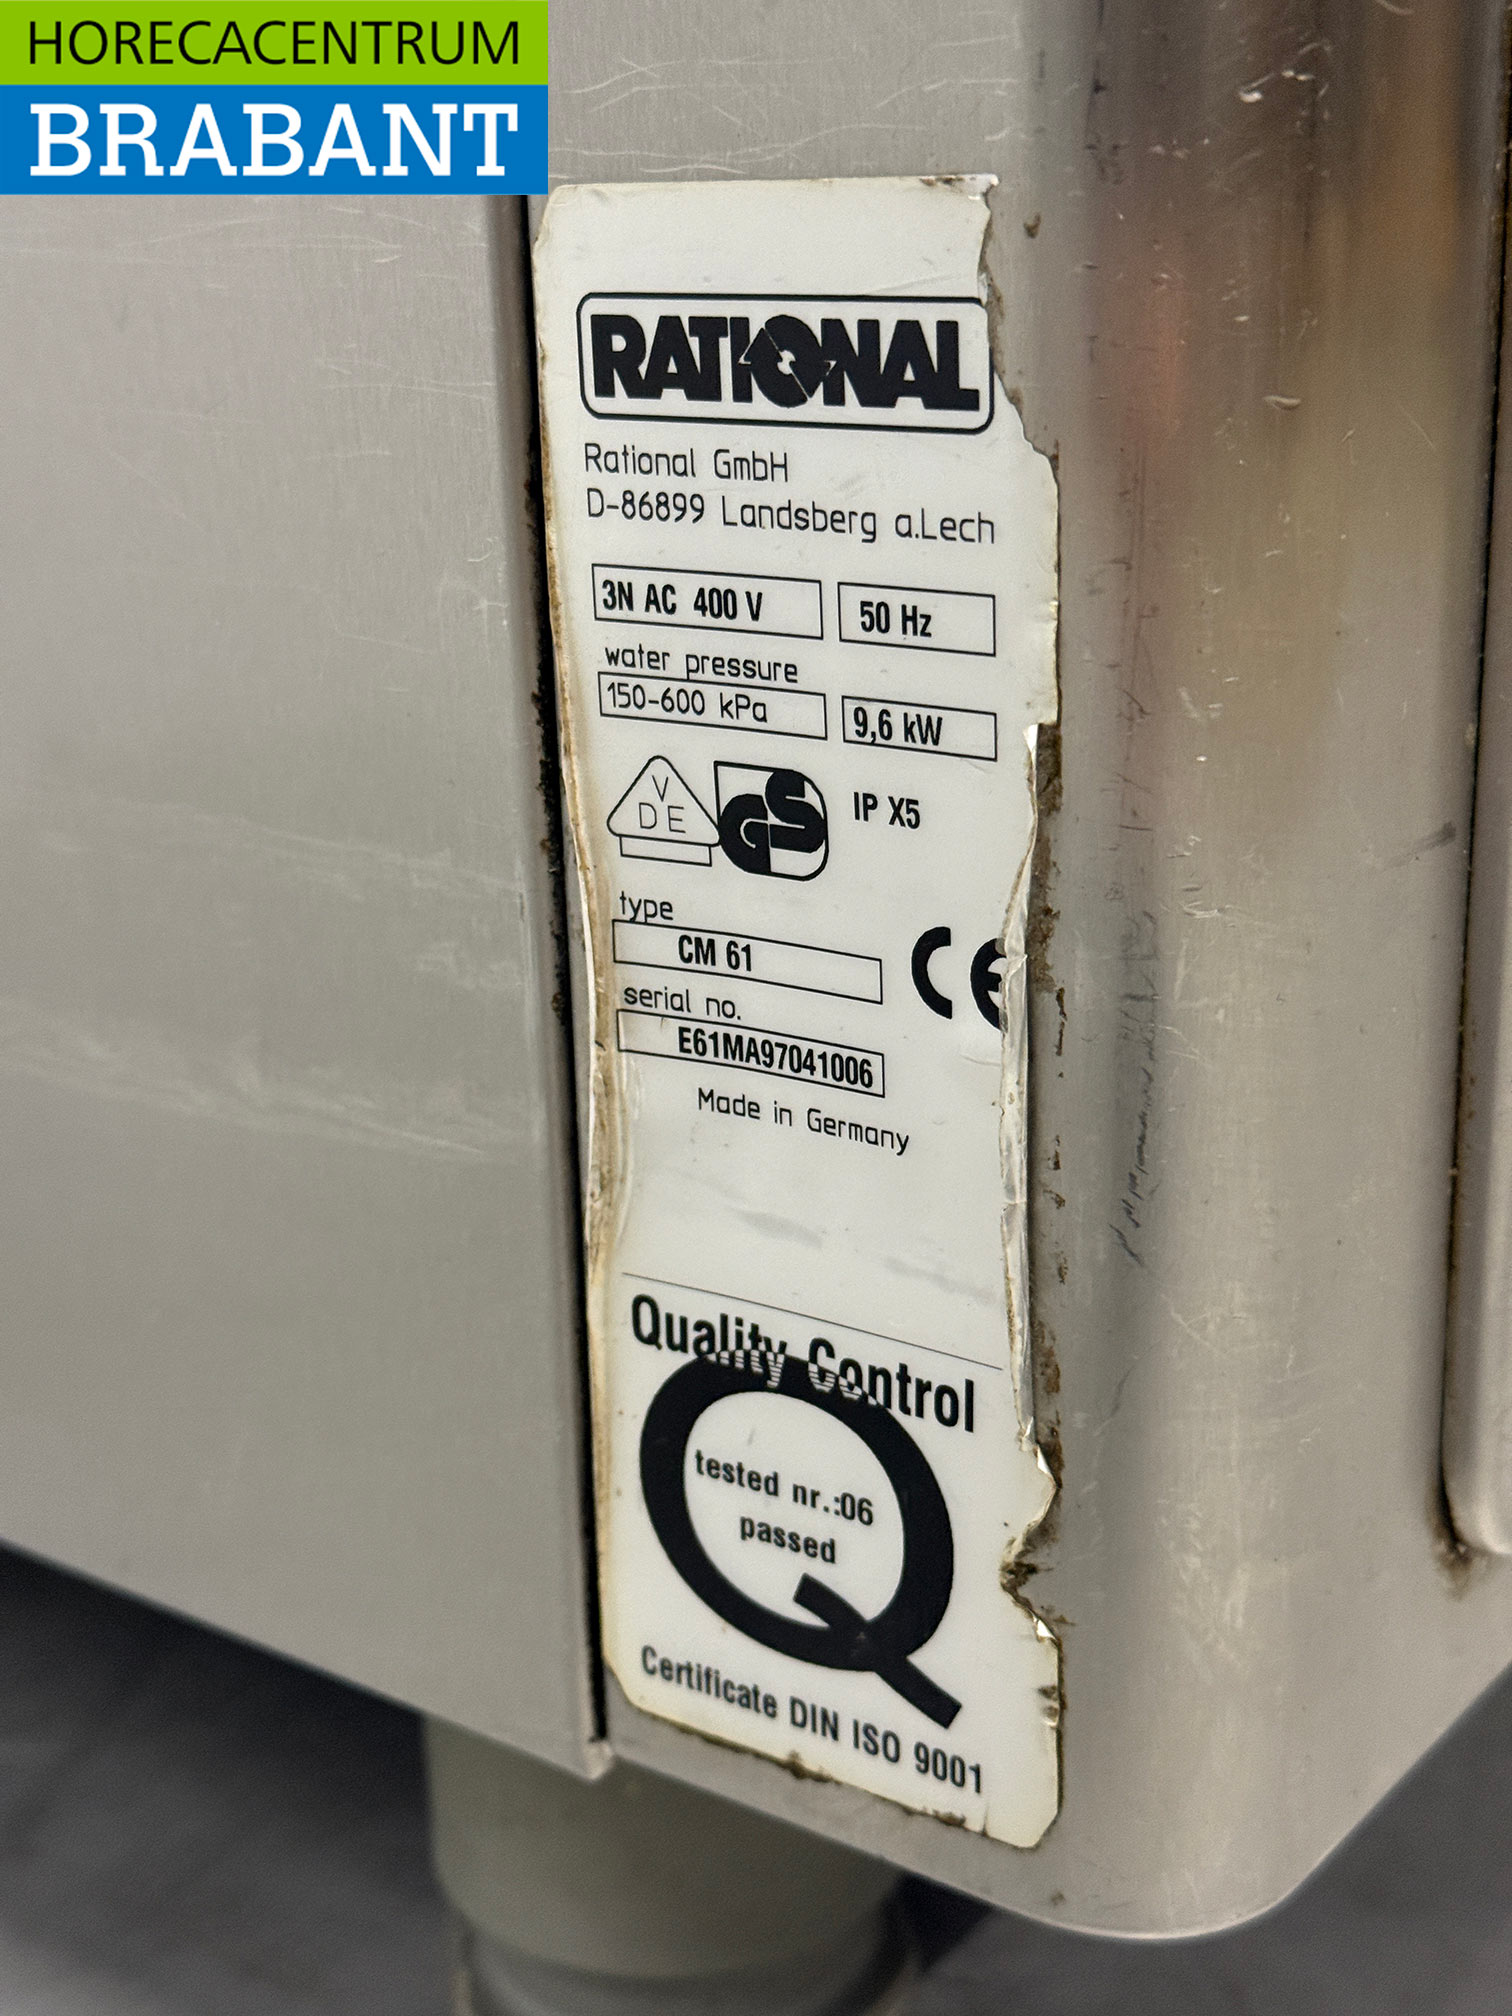 HORECACENTRUM
BRABANT
RATIONAL
Rational GmbH
D-86899 Landsberg a.Lech
3N AC 400 V 50 Hz
water pressure
150-600 kPa 9,6 kW
V
DE
GS IP X5
type
CM 61 CE
serial no.
E61MA97041006
Made in Germany
Quality Control
tested nr.:06
passed
Certificate DIN ISO 9001